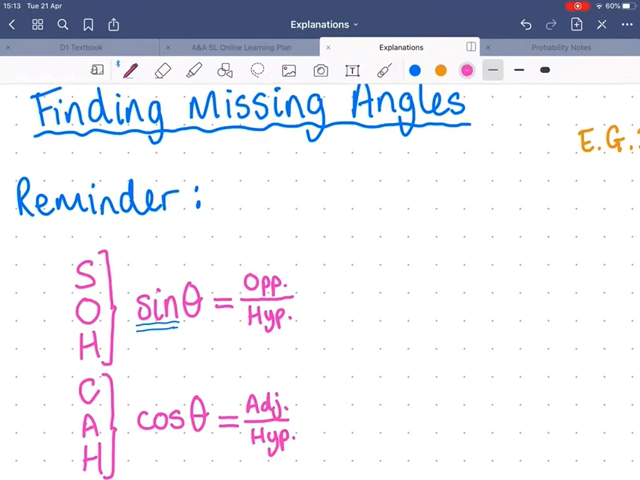 15:13 Tue 21 Apr
60%
Explanations
D1 Textbook
A&A SL Online Learning Plan
Explanations
Probability Notes
Finding Missing Angles
E.G.:
Reminder:
S
O
H
sinθ = Opp.
Hyp.
C
A
H
cosθ = Adj.
Hyp.